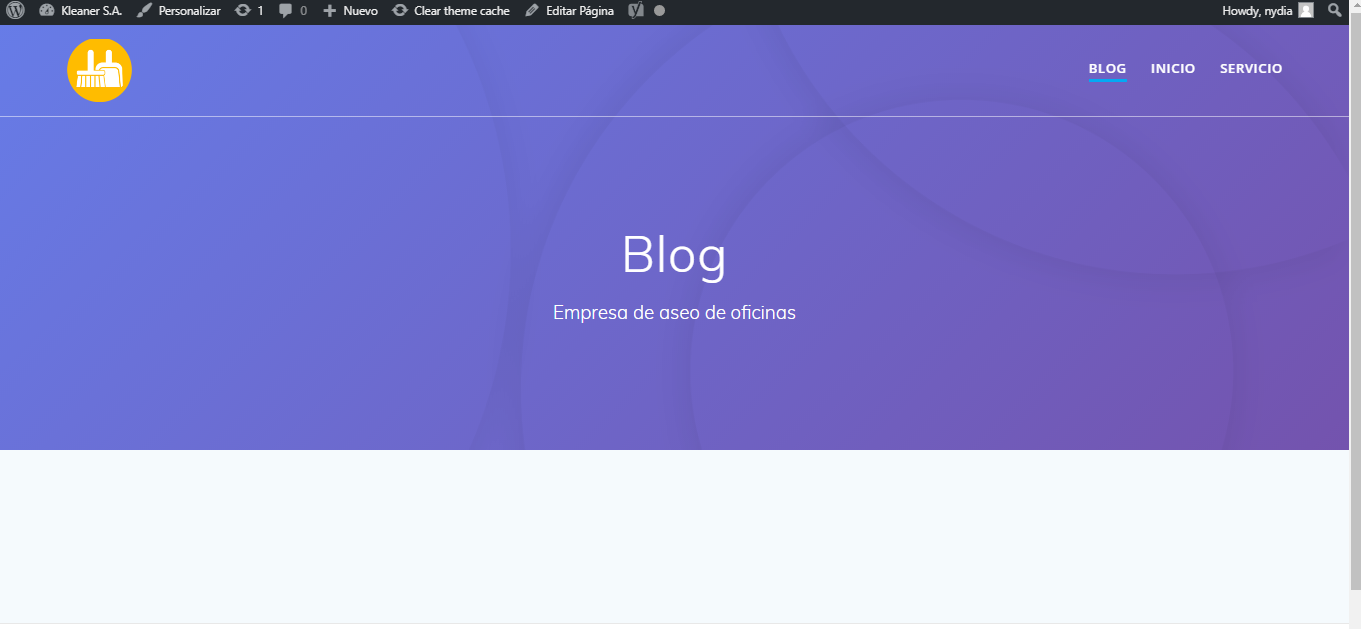 Kleaner S.A. Personalizar 1 0 Nuevo Clear theme cache Editar Página Howdy, nydia
BLOG INICIO SERVICIO
Blog
Empresa de aseo de oficinas